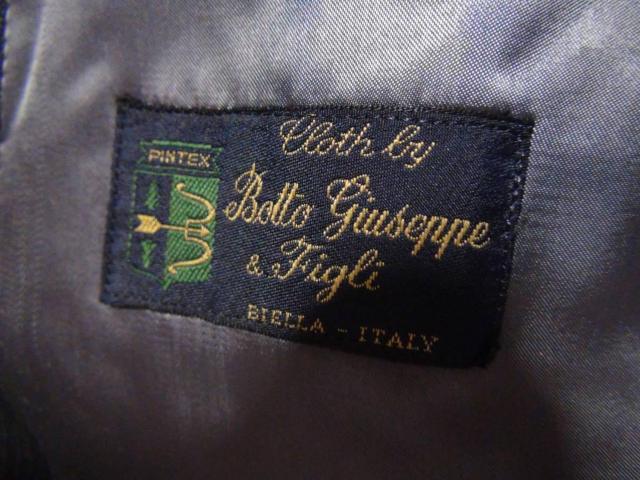 PINTEX
Cloth by
Botto Giuseppe
& Figli
BIELLA - ITALY